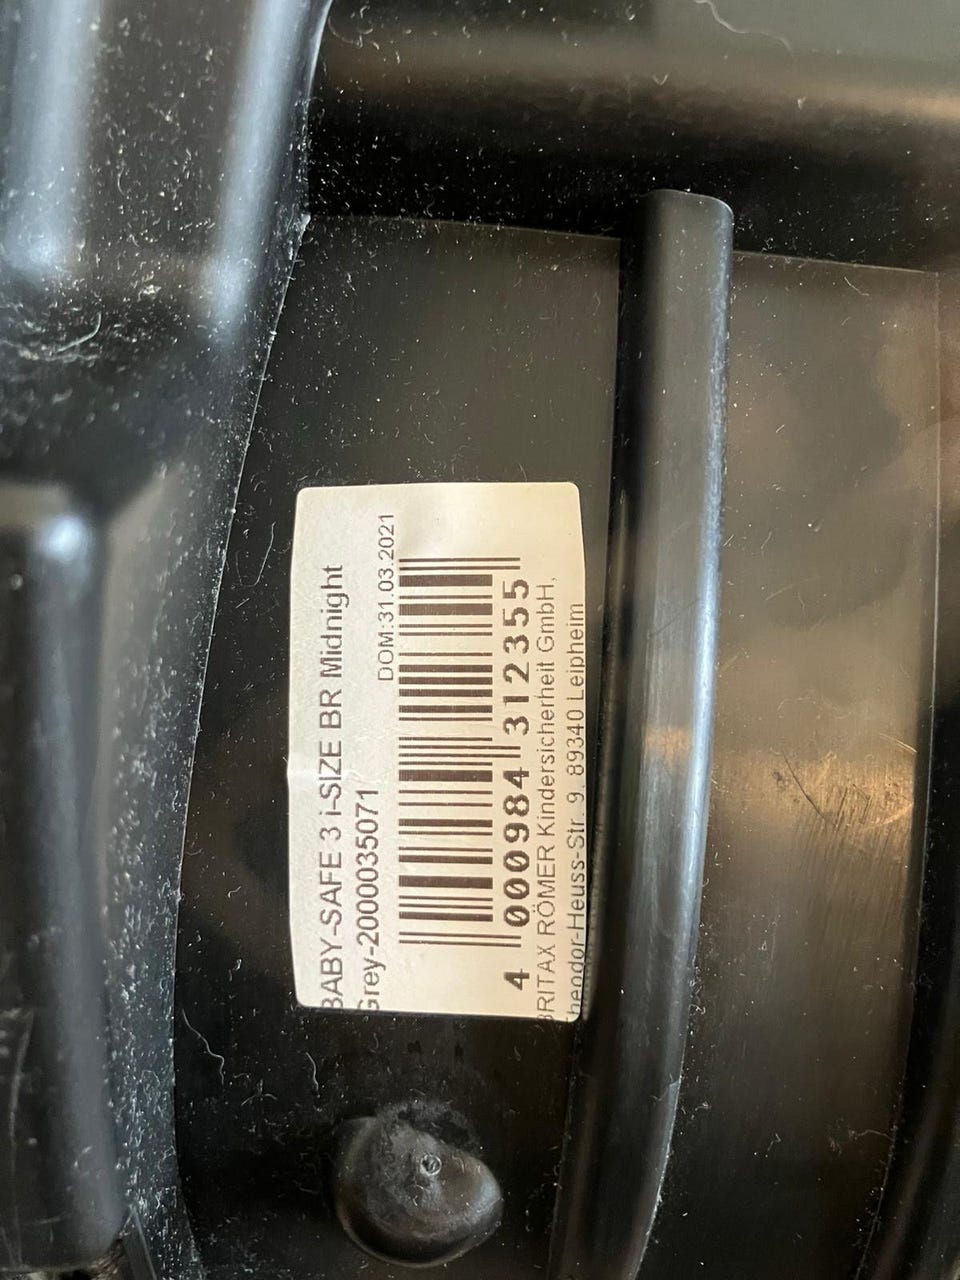 BABY-SAFE 3 i-SIZE BR Midnight
Grey-2000035071
DOM:31.03.2021
4 000984 312355
BRITAX RÖMER Kindersicherheit GmbH,
Theodor-Heuss-Str. 9, 89340 Leipheim